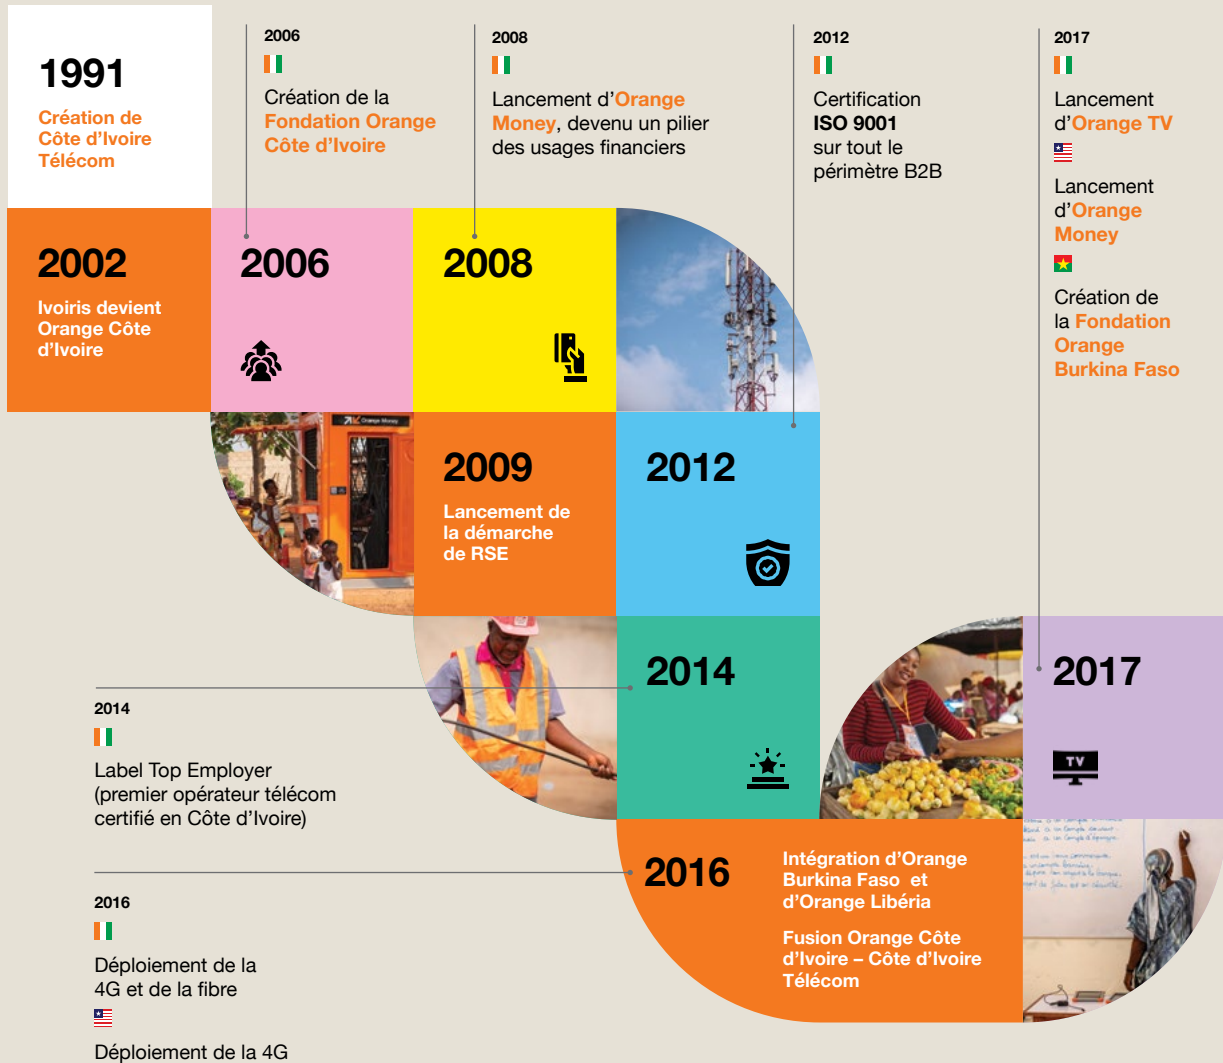 1991
Création de
Côte d’Ivoire
Télécom
2006
Création de la
Fondation Orange
Côte d’Ivoire
2008
Lancement d’Orange
Money, devenu un pilier
des usages financiers
2012
Certification
ISO 9001
sur tout le
périmètre B2B
2017
Lancement
d’Orange TV
Lancement
d’Orange
Money
Création de
la Fondation
Orange
Burkina Faso
2002
Ivoiris devient
Orange Côte
d’Ivoire
2006
2008
Orange Money
2009
Lancement de
la démarche
de RSE
2012
2014
2017
TV
2014
Label Top Employer
(premier opérateur télécom
certifié en Côte d’Ivoire)
2016
Intégration d’Orange
Burkina Faso et
d’Orange Libéria
Fusion Orange Côte
d’Ivoire – Côte d’Ivoire
Télécom
2016
Déploiement de la
4G et de la fibre
Déploiement de la 4G